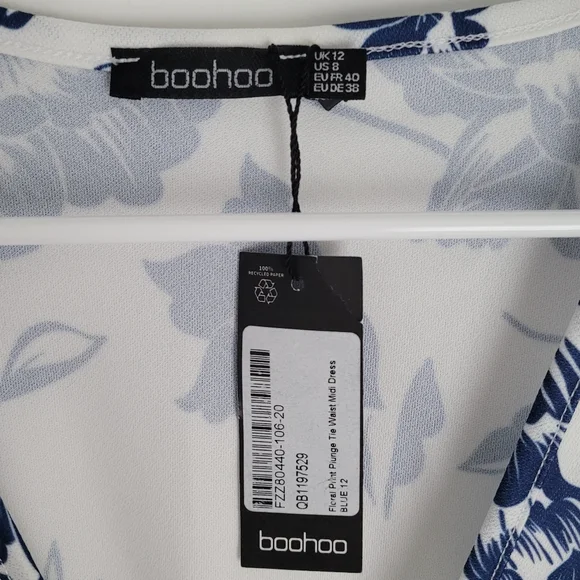 boohoo
UK 12
US 8
EU FR 40
EU DE 38
100%
RECYCLED PAPER
FZZ80440-106-20
QB1197529
Floral Print Plunge Tie Waist Midi Dress
BLUE 12
boohoo